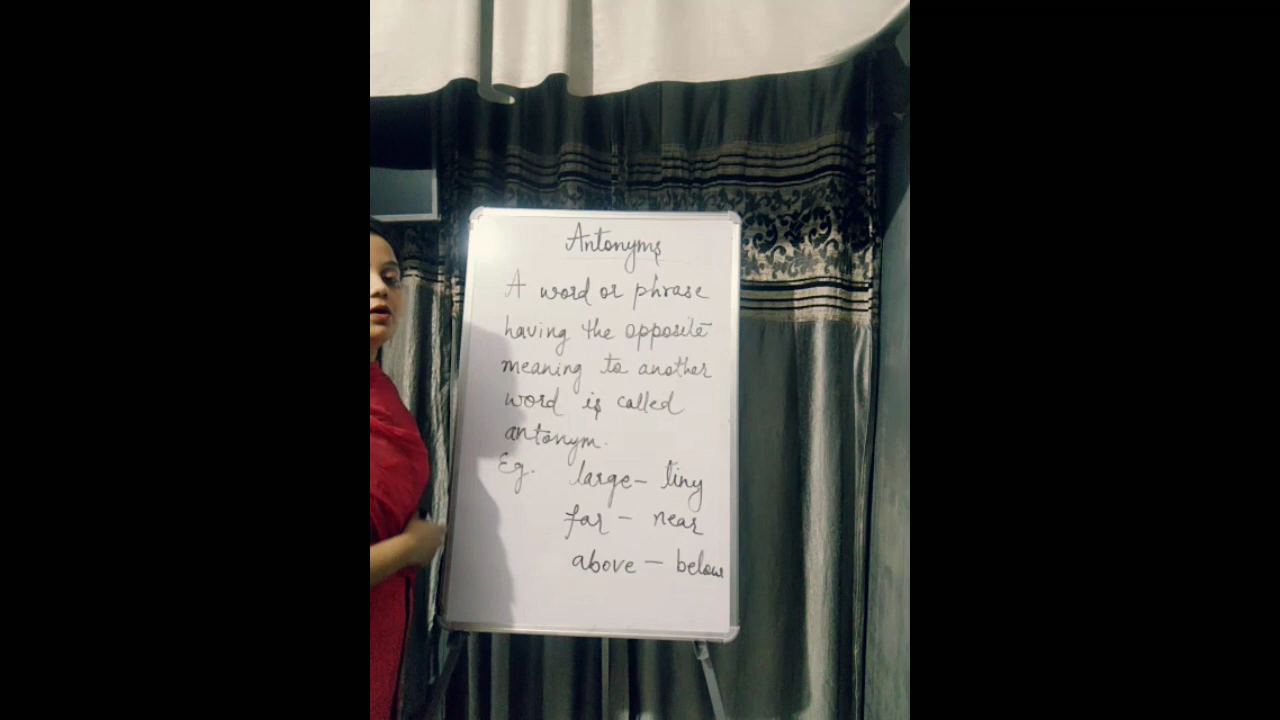 Antonyms
A word or phrase
having the opposite
meaning to another
word is called
antonym.
Eg. large - tiny
far - near
above - below